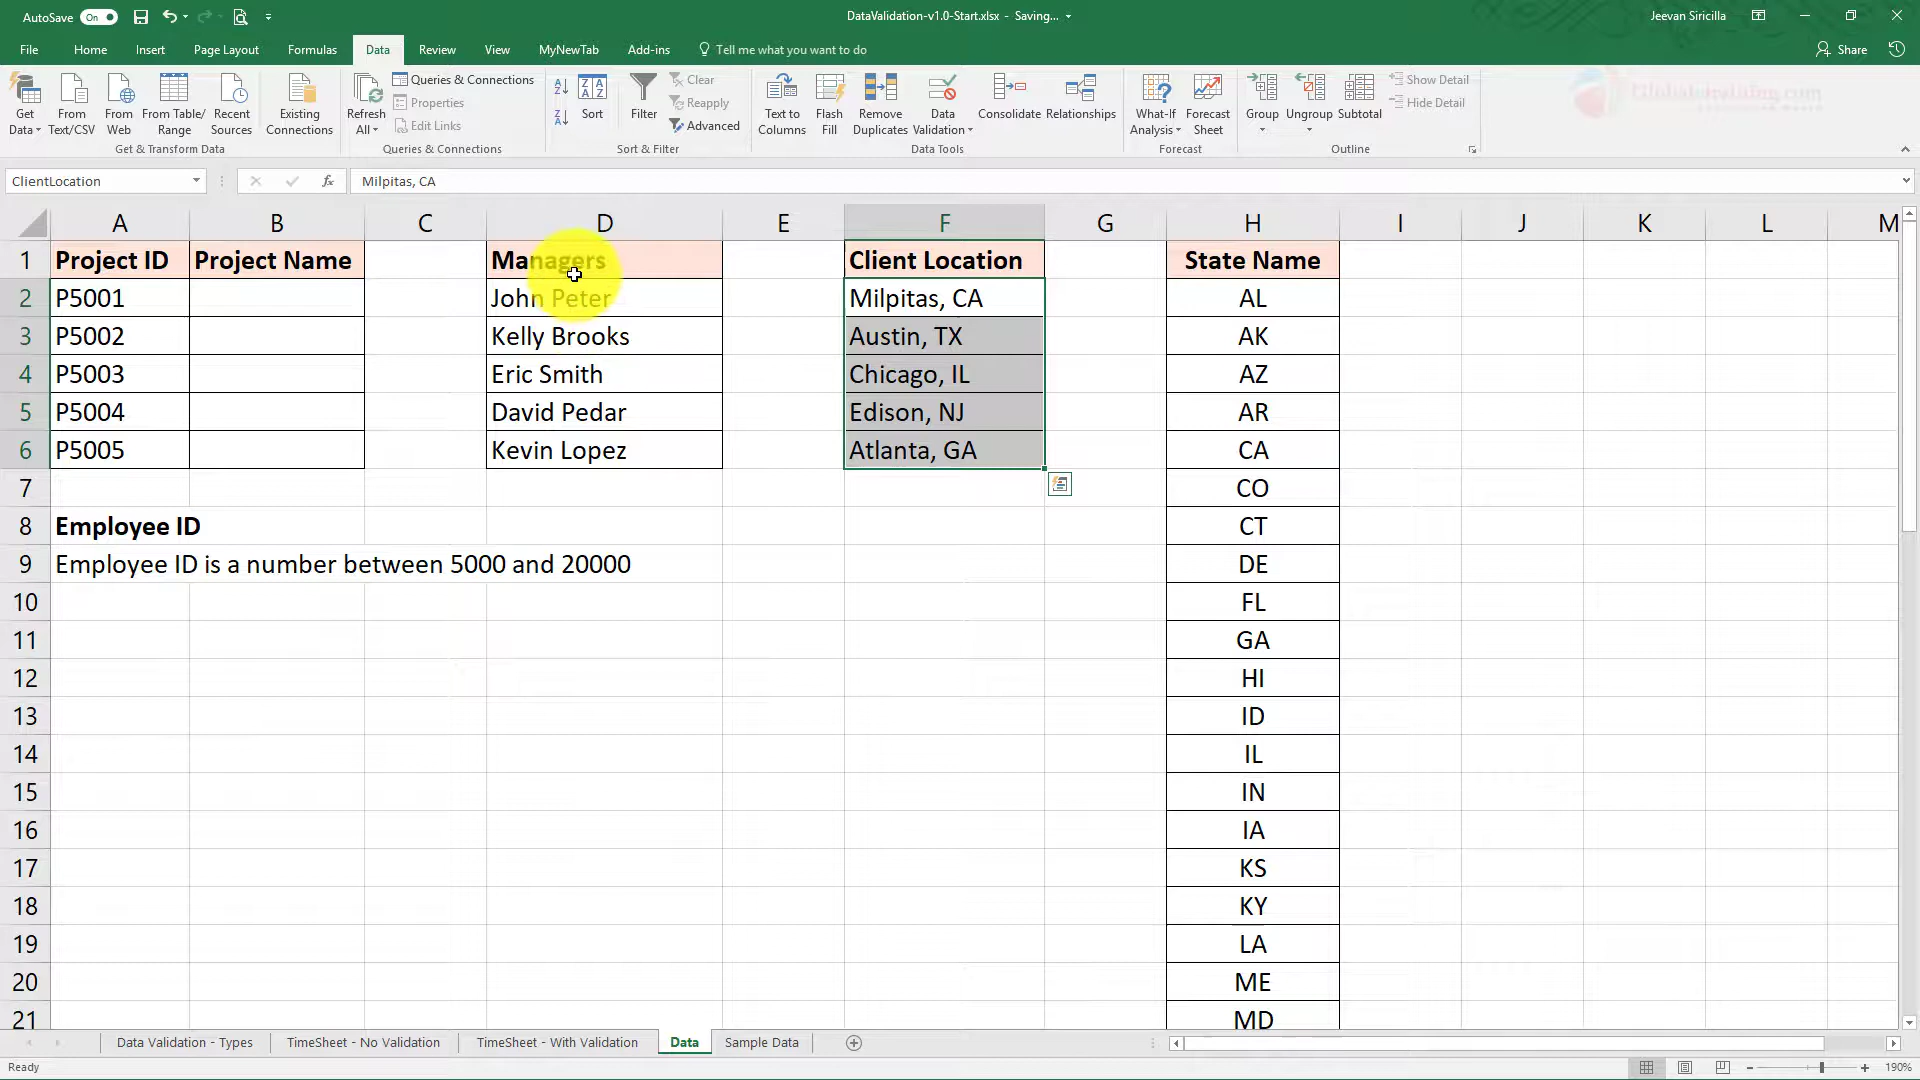 AutoSave On DataValidation-v1.0-Start.xlsx - Saving... Jeevan Siricilla
File Home Insert Page Layout Formulas Data Review View MyNewTab Add-ins Tell me what you want to do Share
Get Data From Text/CSV From Web From Table/Range Recent Sources Existing Connections
Refresh All Queries & Connections Properties Edit Links
Sort Filter Clear Reapply Advanced
Text to Columns Flash Fill Remove Duplicates Data Validation Consolidate Relationships
What-If Analysis Forecast Sheet Group Ungroup Subtotal Show Detail Hide Detail
Get & Transform Data Queries & Connections Sort & Filter Data Tools Forecast Outline
ClientLocation fx Milpitas, CA
A B C D E F G H I J K L M
1 Project ID Project Name Managers Client Location State Name
2 P5001 John Peter Milpitas, CA AL
3 P5002 Kelly Brooks Austin, TX AK
4 P5003 Eric Smith Chicago, IL AZ
5 P5004 David Pedar Edison, NJ AR
6 P5005 Kevin Lopez Atlanta, GA CA
7 CO
8 Employee ID CT
9 Employee ID is a number between 5000 and 20000 DE
10 FL
11 GA
12 HI
13 ID
14 IL
15 IN
16 IA
17 KS
18 KY
19 LA
20 ME
21 MD
Data Validation - Types TimeSheet - No Validation TimeSheet - With Validation Data Sample Data
Ready 190%